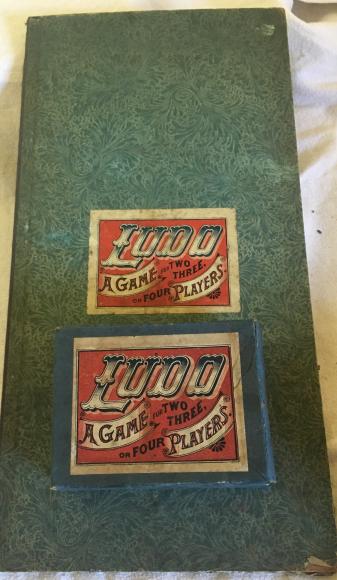 LUDO
A GAME FOR TWO
THREE,
OR FOUR PLAYERS.
LUDO
A GAME FOR TWO
THREE,
OR FOUR PLAYERS.